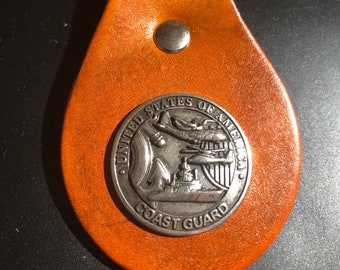 · UNITED STATES OF AMERICA ·
COAST GUARD